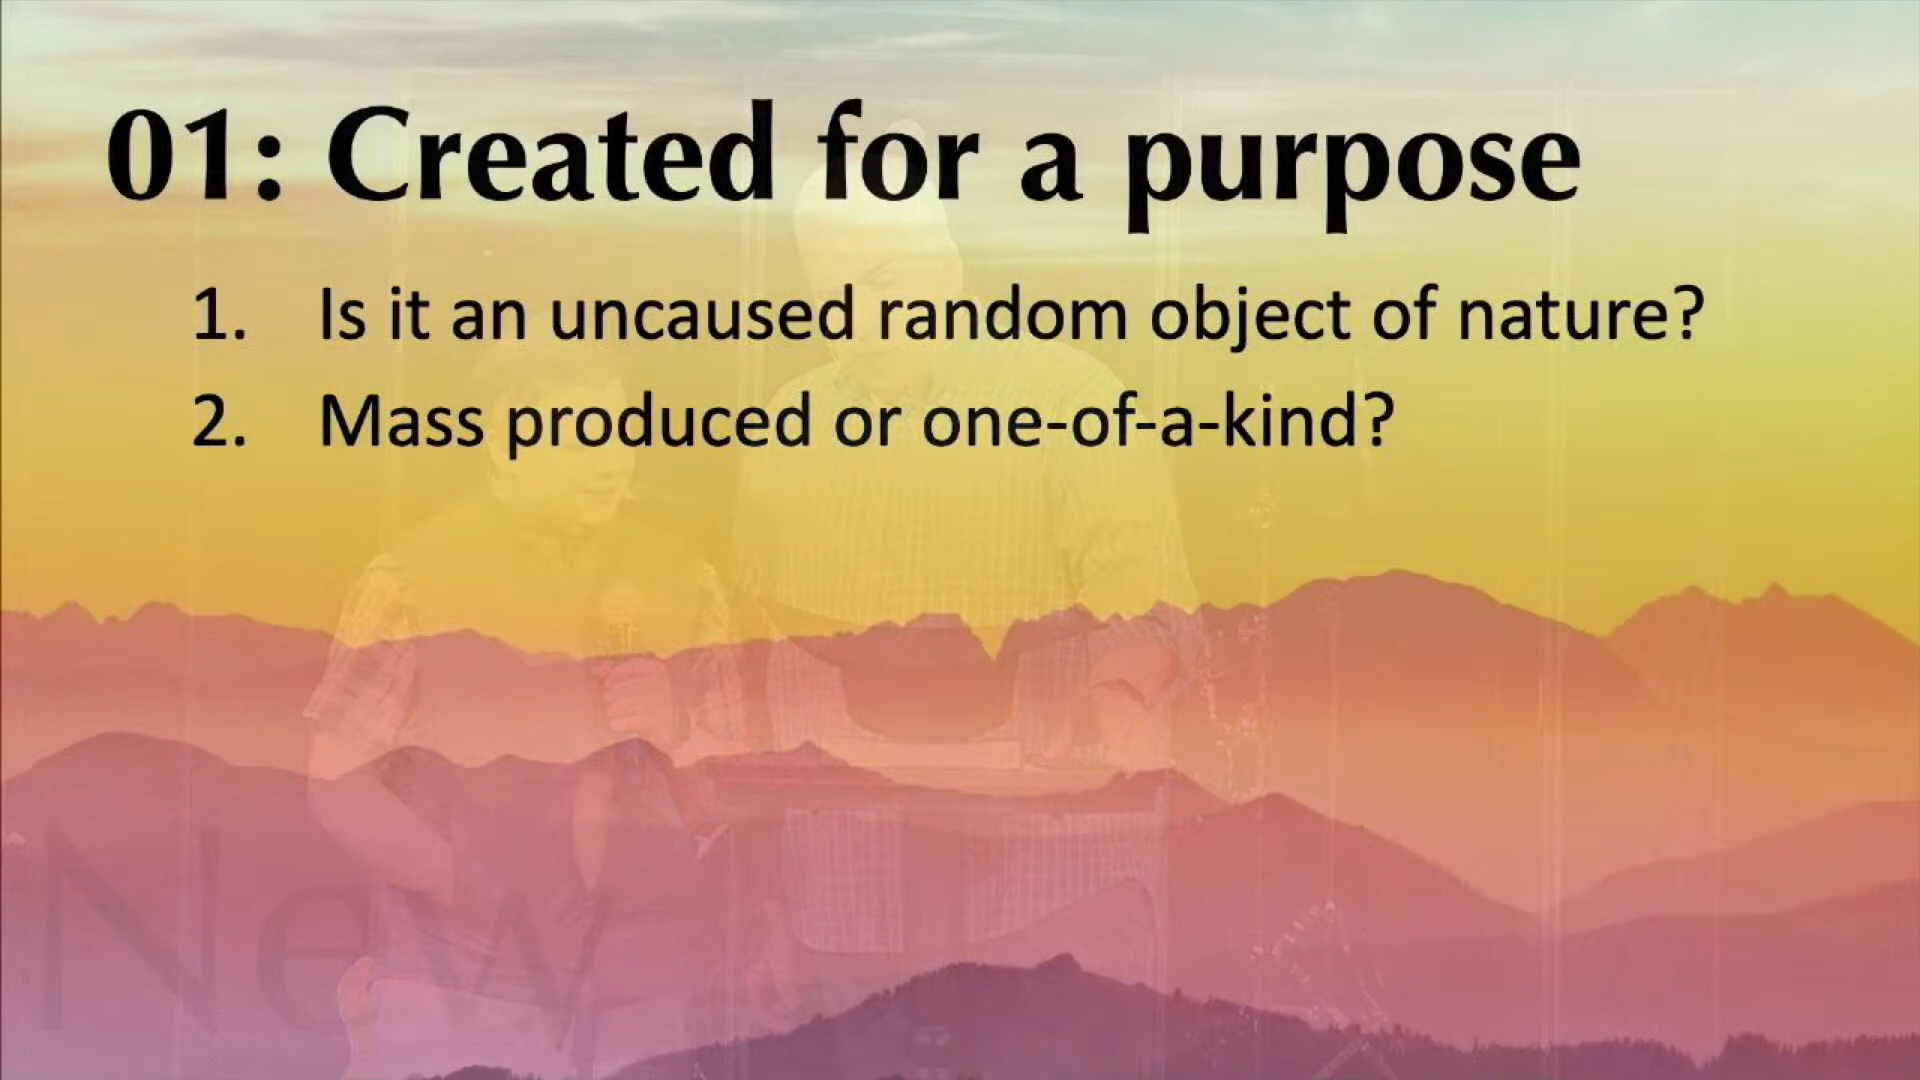 01: Created for a purpose
1. Is it an uncaused random object of nature?
2. Mass produced or one-of-a-kind?
New